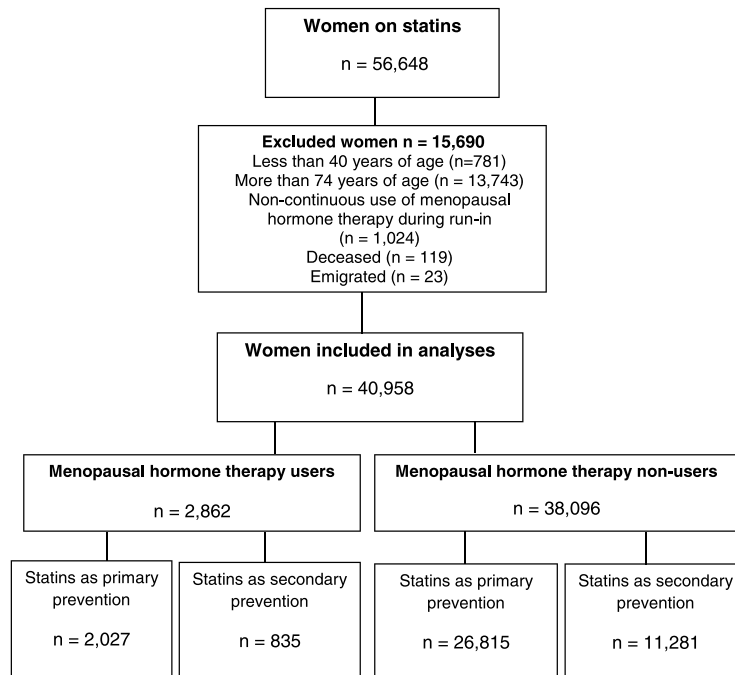 Women on statins
n = 56,648
Excluded women n = 15,690
Less than 40 years of age (n=781)
More than 74 years of age (n = 13,743)
Non-continuous use of menopausal
hormone therapy during run-in
(n = 1,024)
Deceased (n = 119)
Emigrated (n = 23)
Women included in analyses
n = 40,958
Menopausal hormone therapy users
n = 2,862
Menopausal hormone therapy non-users
n = 38,096
Statins as primary
prevention
n = 2,027
Statins as secondary
prevention
n = 835
Statins as primary
prevention
n = 26,815
Statins as secondary
prevention
n = 11,281